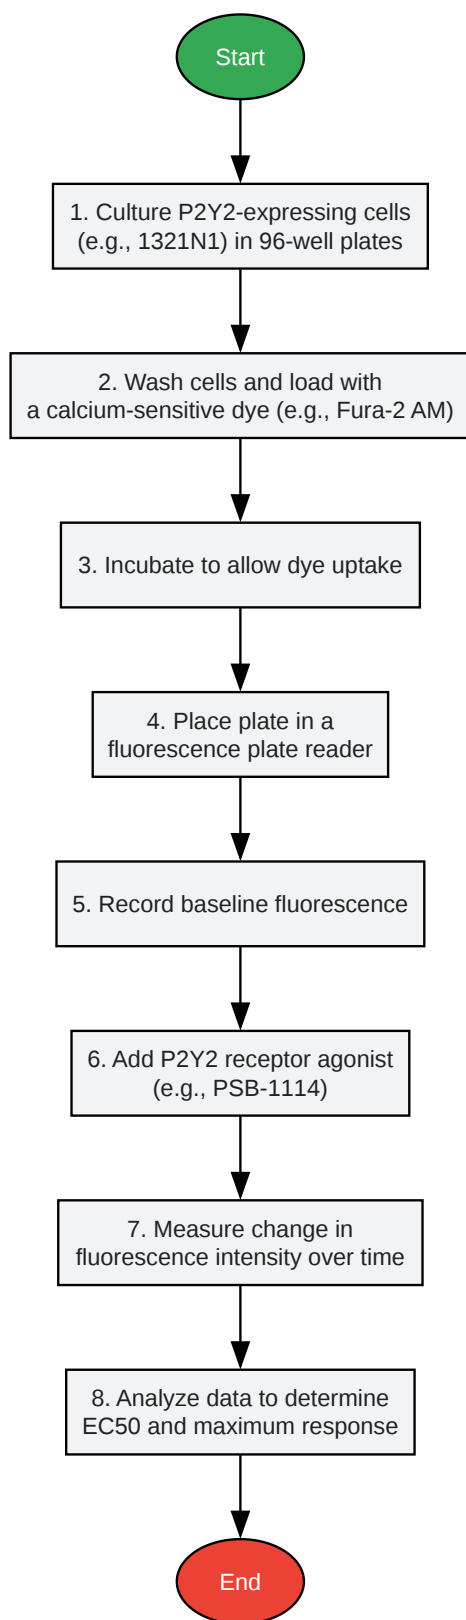 Start
1. Culture P2Y2-expressing cells
(e.g., 1321N1) in 96-well plates
2. Wash cells and load with
a calcium-sensitive dye (e.g., Fura-2 AM)
3. Incubate to allow dye uptake
4. Place plate in a
fluorescence plate reader
5. Record baseline fluorescence
6. Add P2Y2 receptor agonist
(e.g., PSB-1114)
7. Measure change in
fluorescence intensity over time
8. Analyze data to determine
EC50 and maximum response
End